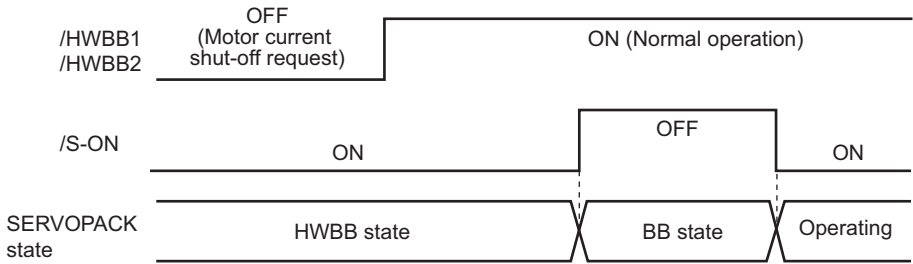 /HWBB1
/HWBB2
OFF
(Motor current
shut-off request)
ON (Normal operation)
/S-ON
ON
OFF
ON
SERVOPACK
state
HWBB state
BB state
Operating